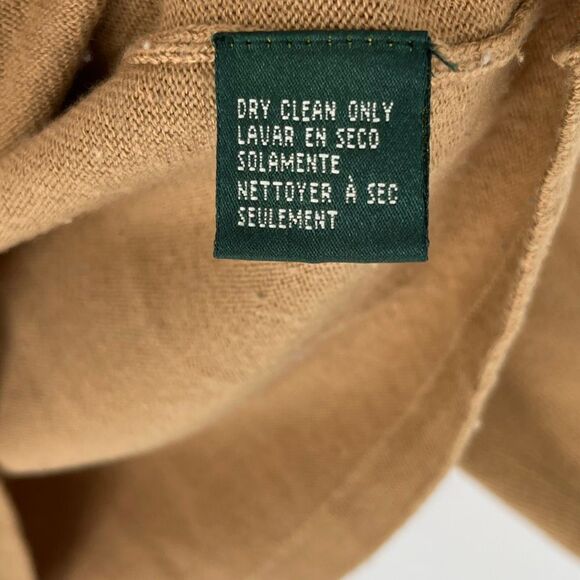 DRY CLEAN ONLY
LAVAR EN SECO
SOLAMENTE
NETTOYER À SEC
SEULEMENT